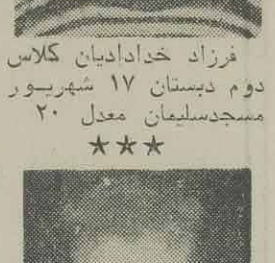 فرزاد خدادادیان کلاس
دوم دبستان ۱۷ شهریور
مسجدسلیمان معدل ۲۰
★★★